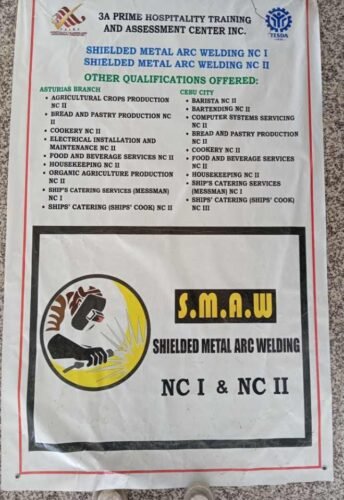 3A PRIME HOSPITALITY TRAINING
AND ASSESSMENT CENTER INC.
TESDA
SHIELDED METAL ARC WELDING NC I
SHIELDED METAL ARC WELDING NC II
OTHER QUALIFICATIONS OFFERED:
ASTURIAS BRANCH
• AGRICULTURAL CROPS PRODUCTION
NC II
• BREAD AND PASTRY PRODUCTION NC
II
• COOKERY NC II
• ELECTRICAL INSTALLATION AND
MAINTENANCE NC II
• FOOD AND BEVERAGE SERVICES NC II
• HOUSEKEEPING NC II
• ORGANIC AGRICULTURE PRODUCTION
NC II
• SHIP'S CATERING SERVICES (MESSMAN)
NC I
• SHIPS' CATERING (SHIPS' COOK) NC II
CEBU CITY
• BARISTA NC II
• BARTENDING NC II
• COMPUTER SYSTEMS SERVICING
NC II
• BREAD AND PASTRY PRODUCTION
NC II
• COOKERY NC II
• FOOD AND BEVERAGE SERVICES
NC II
• HOUSEKEEPING NC II
• SHIP'S CATERING SERVICES
(MESSMAN) NC I
• SHIPS' CATERING (SHIPS' COOK)
NC III
S.M.A.W
SHIELDED METAL ARC WELDING
NC I & NC II